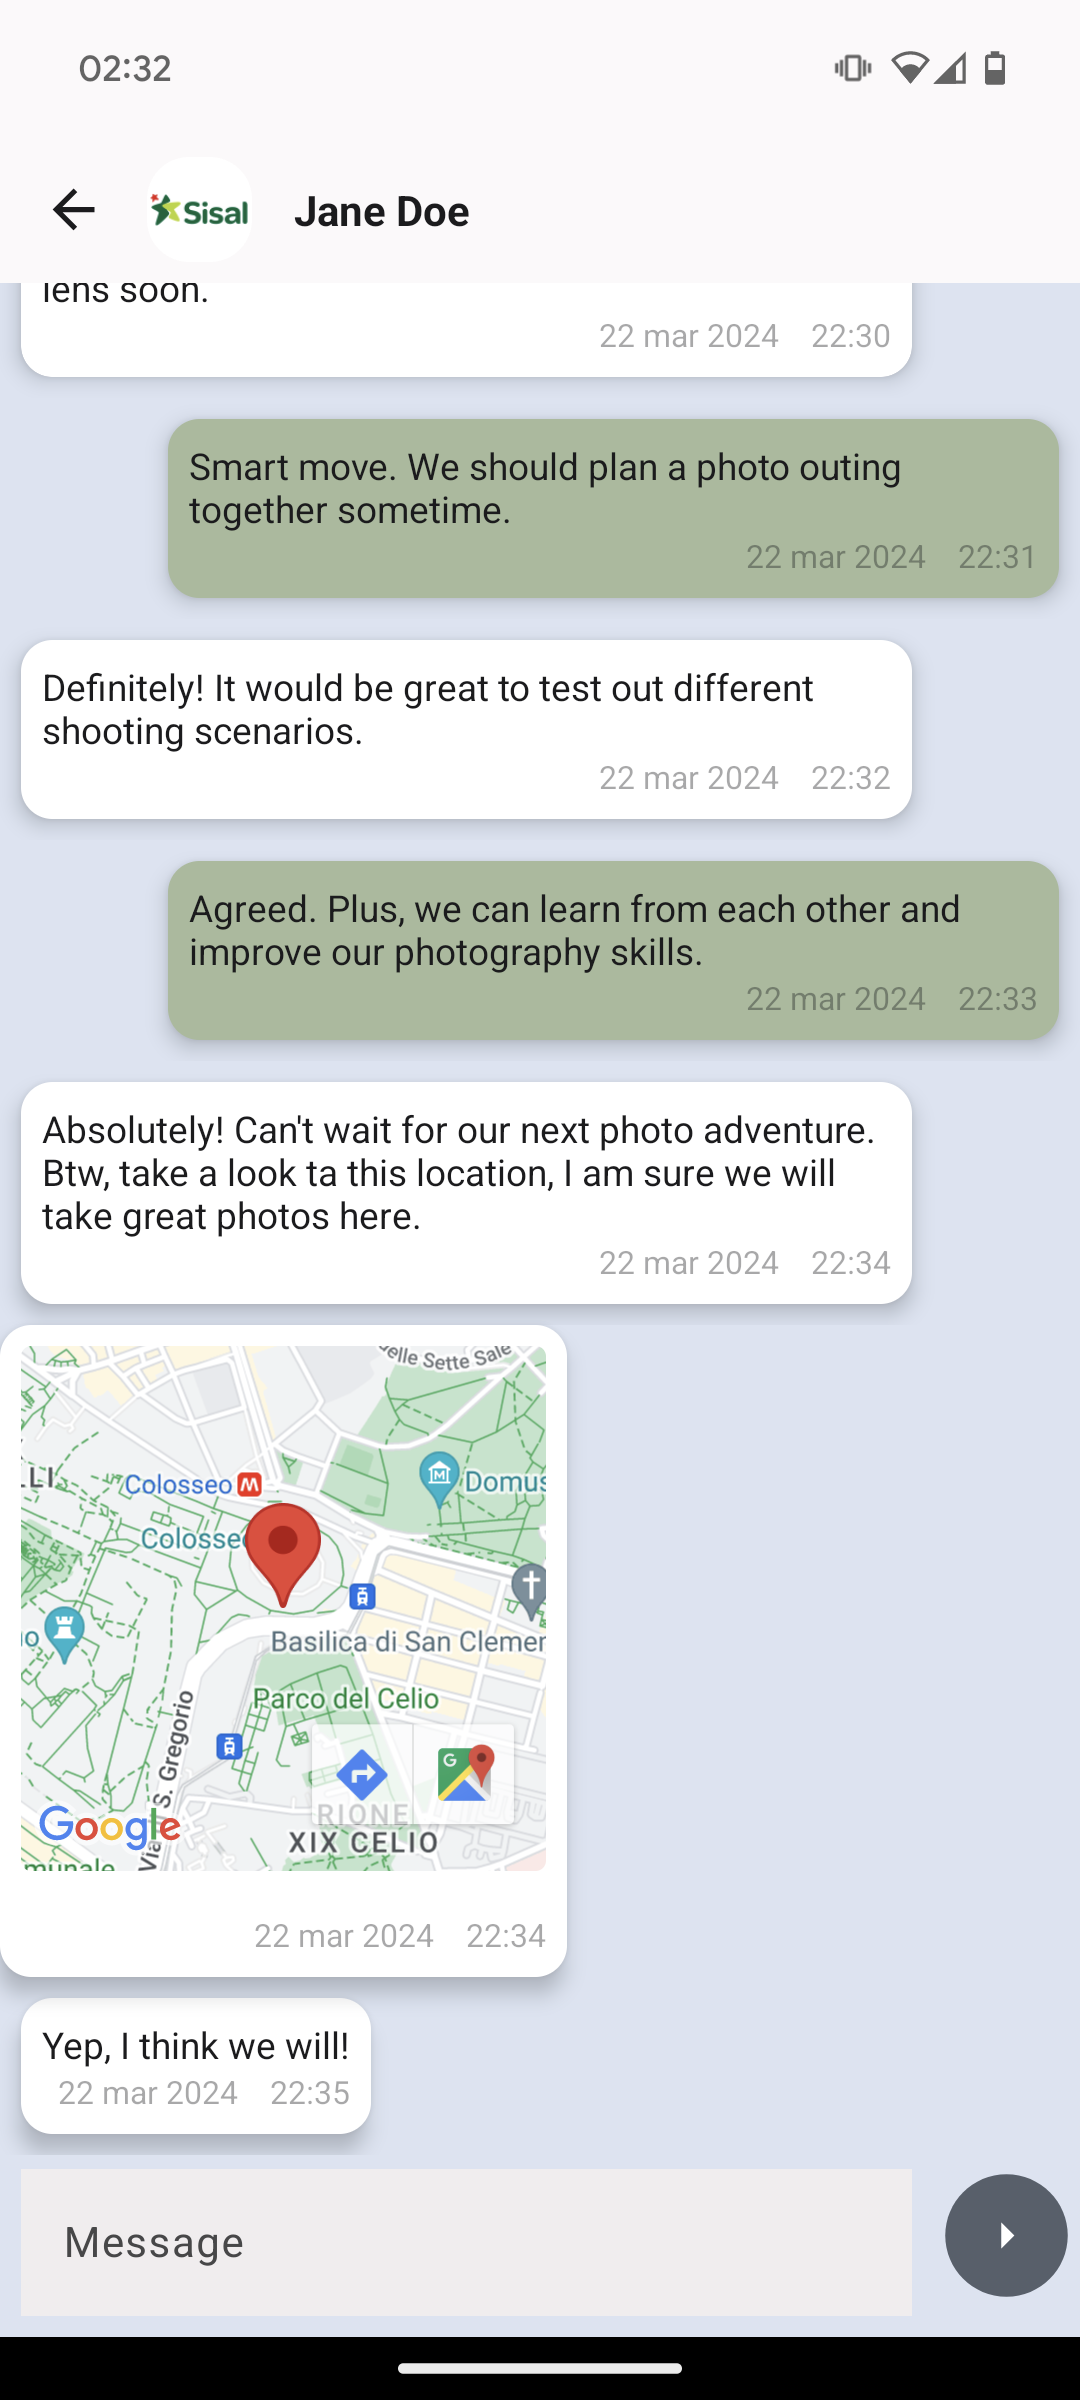 02:32
Sisal
Jane Doe
lens soon.
22 mar 2024 22:30
Smart move. We should plan a photo outing
together sometime.
22 mar 2024 22:31
Definitely! It would be great to test out different
shooting scenarios.
22 mar 2024 22:32
Agreed. Plus, we can learn from each other and
improve our photography skills.
22 mar 2024 22:33
Absolutely! Can't wait for our next photo adventure.
Btw, take a look ta this location, I am sure we will
take great photos here.
22 mar 2024 22:34
elle Sette Sale
LLI
Colosseo M
Domus
Colosse
Basilica di San Clemen
Parco del Celio
S. Gregorio
Via
RIONE
XIX CELIO
Google
munale
22 mar 2024 22:34
Yep, I think we will!
22 mar 2024 22:35
Message